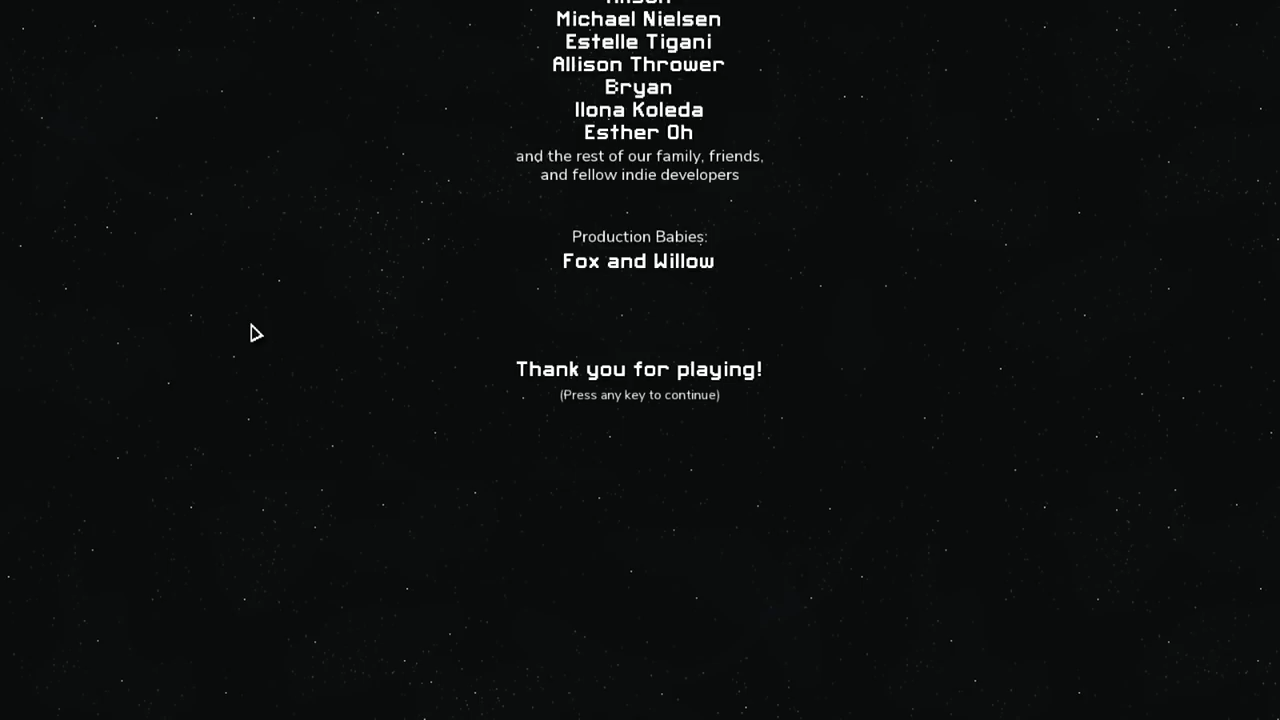 Michael Nielsen
Estelle Tigani
Allison Thrower
Bryan
Ilona Koleda
Esther Oh
and the rest of our family, friends,
and fellow indie developers
Production Babies:
Fox and Willow
Thank you for playing!
(Press any key to continue)